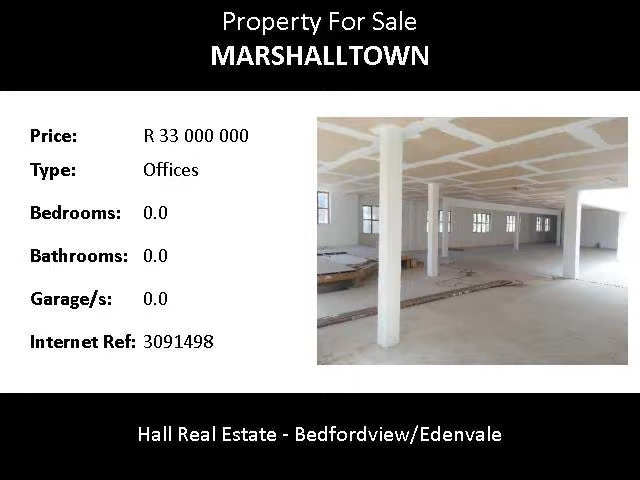 Property For Sale
MARSHALLTOWN
Price: R 33 000 000
Type: Offices
Bedrooms: 0.0
Bathrooms: 0.0
Garage/s: 0.0
Internet Ref: 3091498
Hall Real Estate - Bedfordview/Edenvale